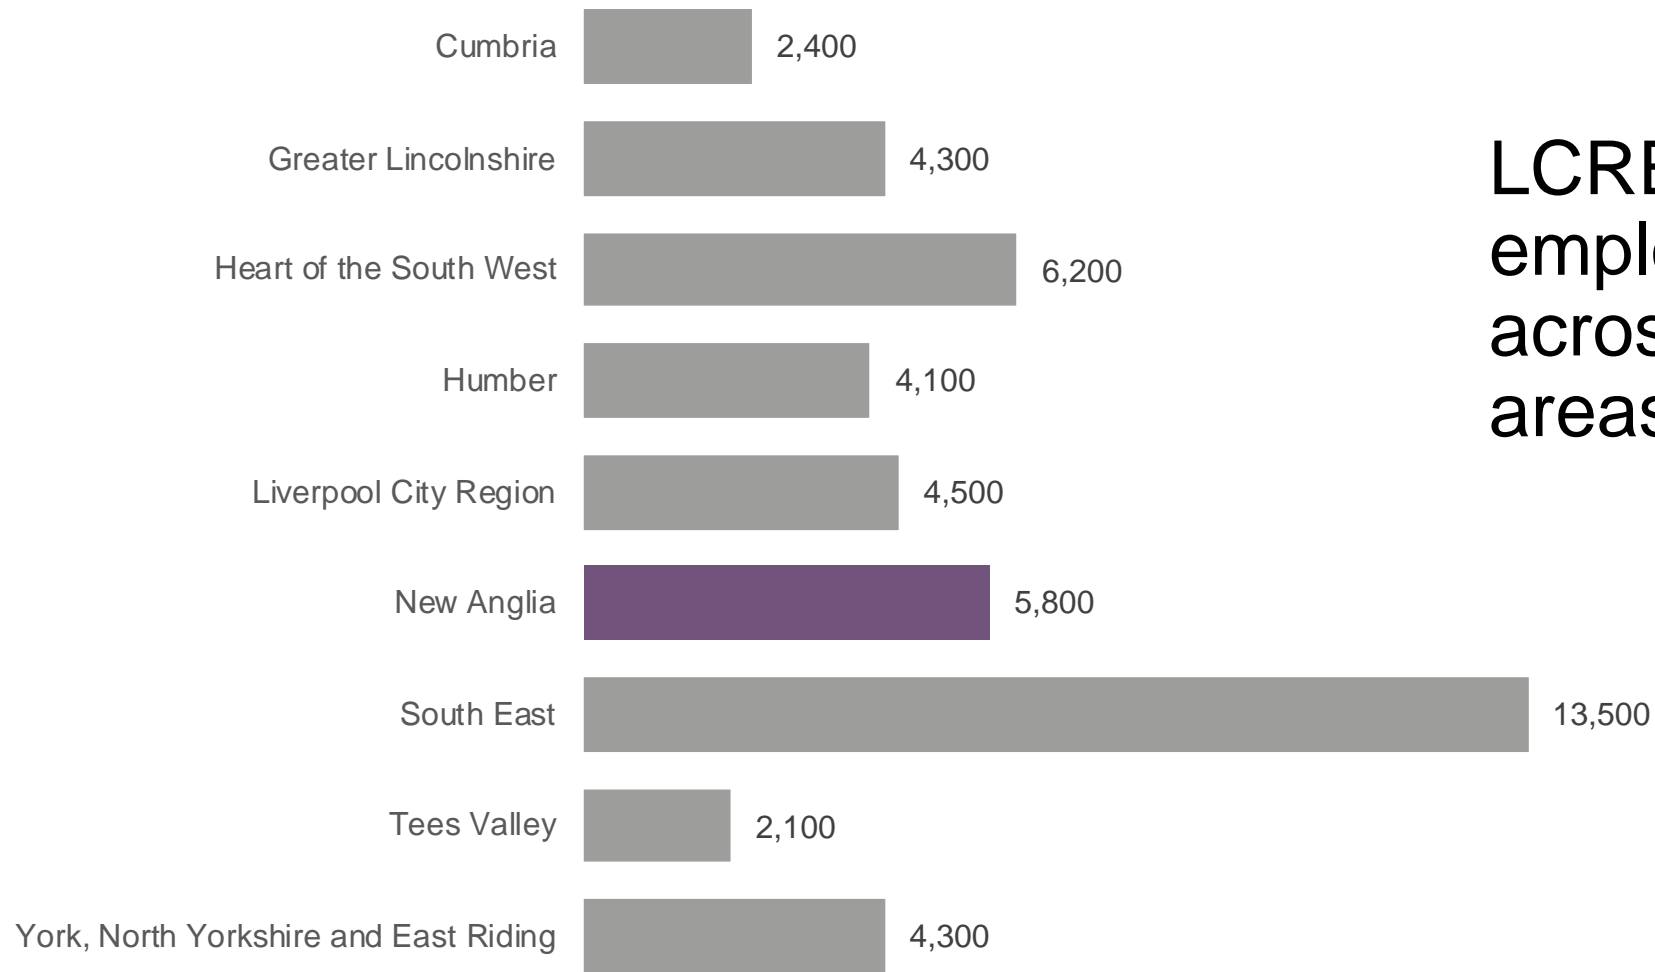 Cumbria 2,400
Greater Lincolnshire 4,300
Heart of the South West 6,200
Humber 4,100
Liverpool City Region 4,500
New Anglia 5,800
South East 13,500
Tees Valley 2,100
York, North Yorkshire and East Riding 4,300